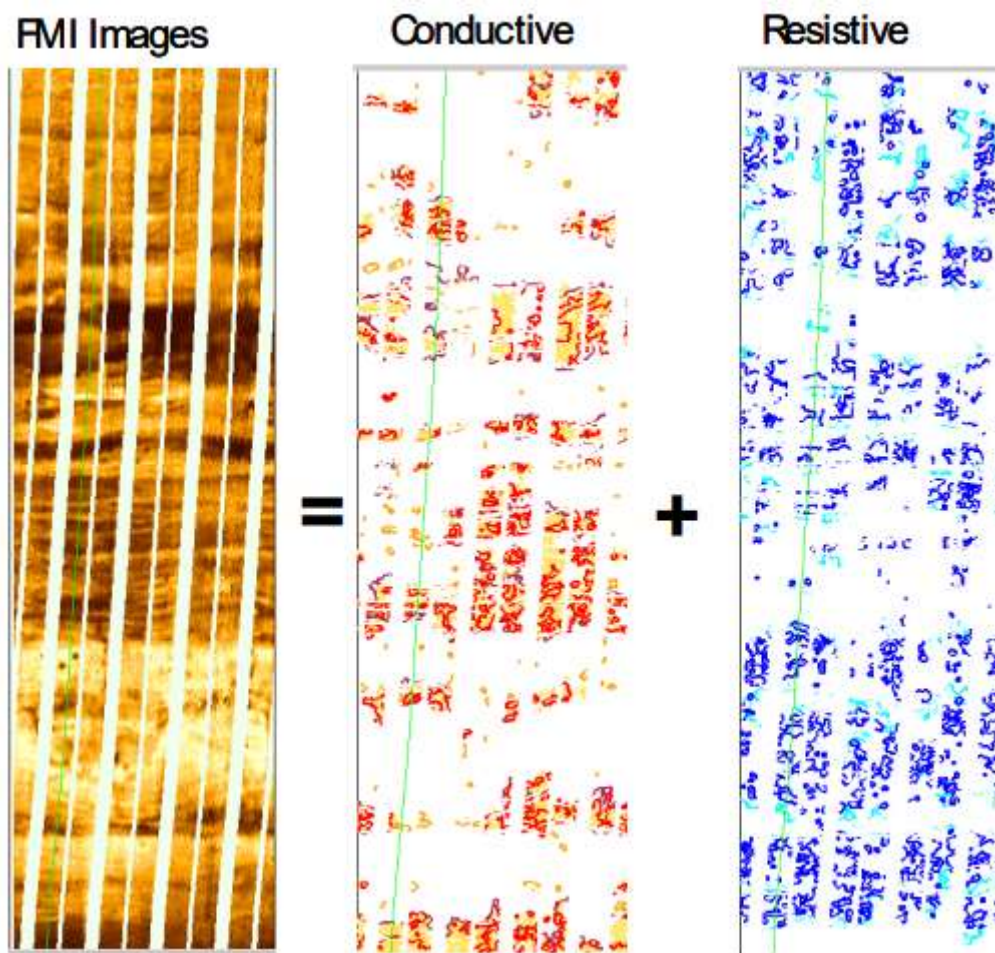 FMI Images
Conductive
Resistive
=
+